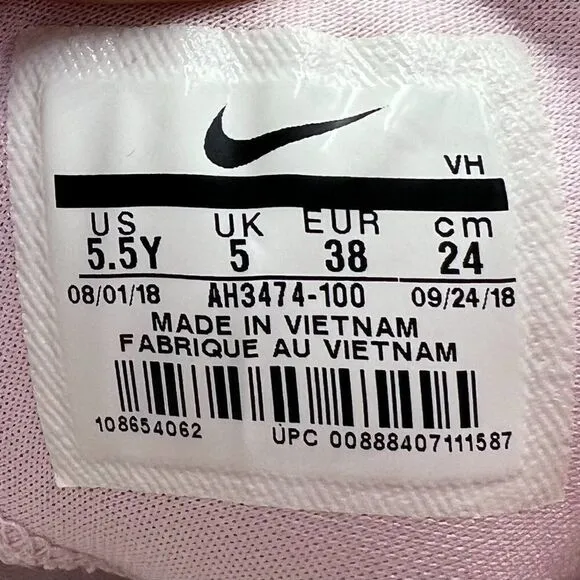 VH
US UK EUR cm
5.5Y 5 38 24
08/01/18 AH3474-100 09/24/18
MADE IN VIETNAM
FABRIQUE AU VIETNAM
108654062 UPC 00888407111587